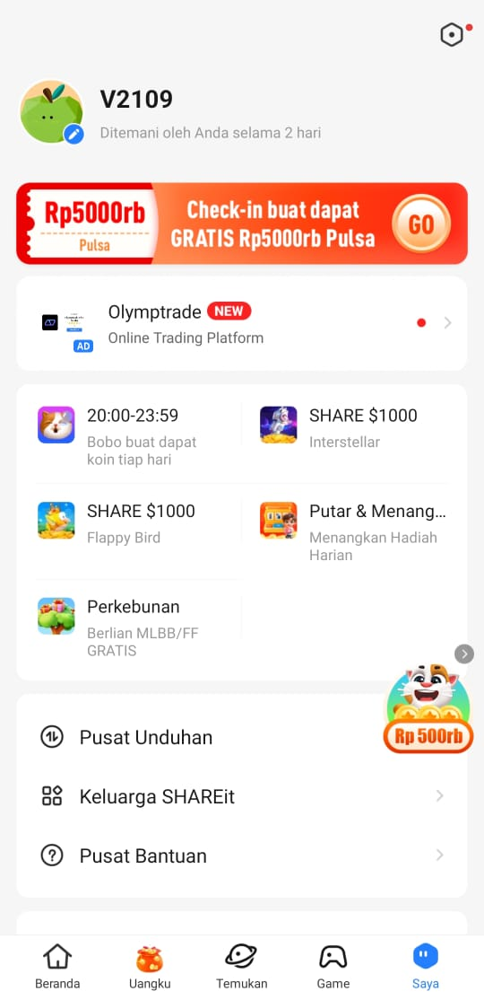 V2109
Ditemani oleh Anda selama 2 hari
Rp5000rb
Pulsa
Check-in buat dapat
GRATIS Rp5000rb Pulsa
GO
Olymptrade NEW
Online Trading Platform
AD
20:00-23:59
Bobo buat dapat
koin tiap hari
SHARE $1000
Interstellar
SHARE $1000
Flappy Bird
Putar & Menang...
Menangkan Hadiah
Harian
Perkebunan
Berlian MLBB/FF
GRATIS
Rp 500rb
Pusat Unduhan
Keluarga SHAREit
Pusat Bantuan
Beranda
Uangku
Temukan
Game
Saya